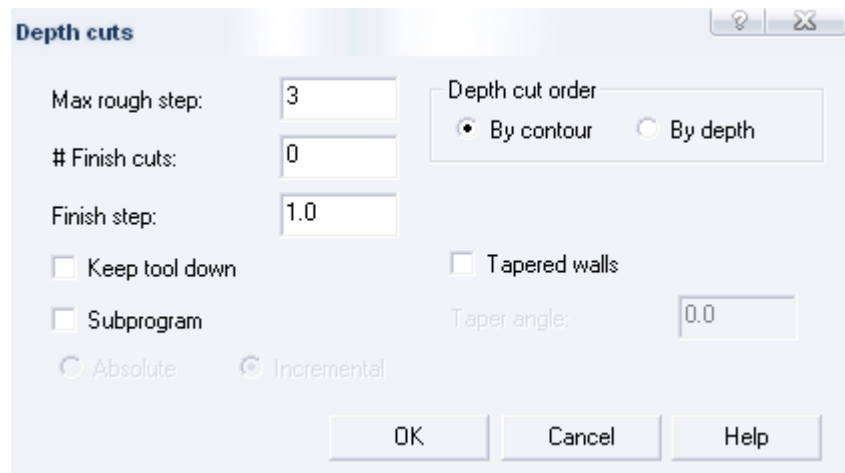 Depth cuts
Max rough step: 3
Depth cut order
By contour By depth
# Finish cuts: 0
Finish step: 1.0
Keep tool down
Tapered walls
Subprogram
Taper angle: 0.0
Absolute Incremental
OK Cancel Help